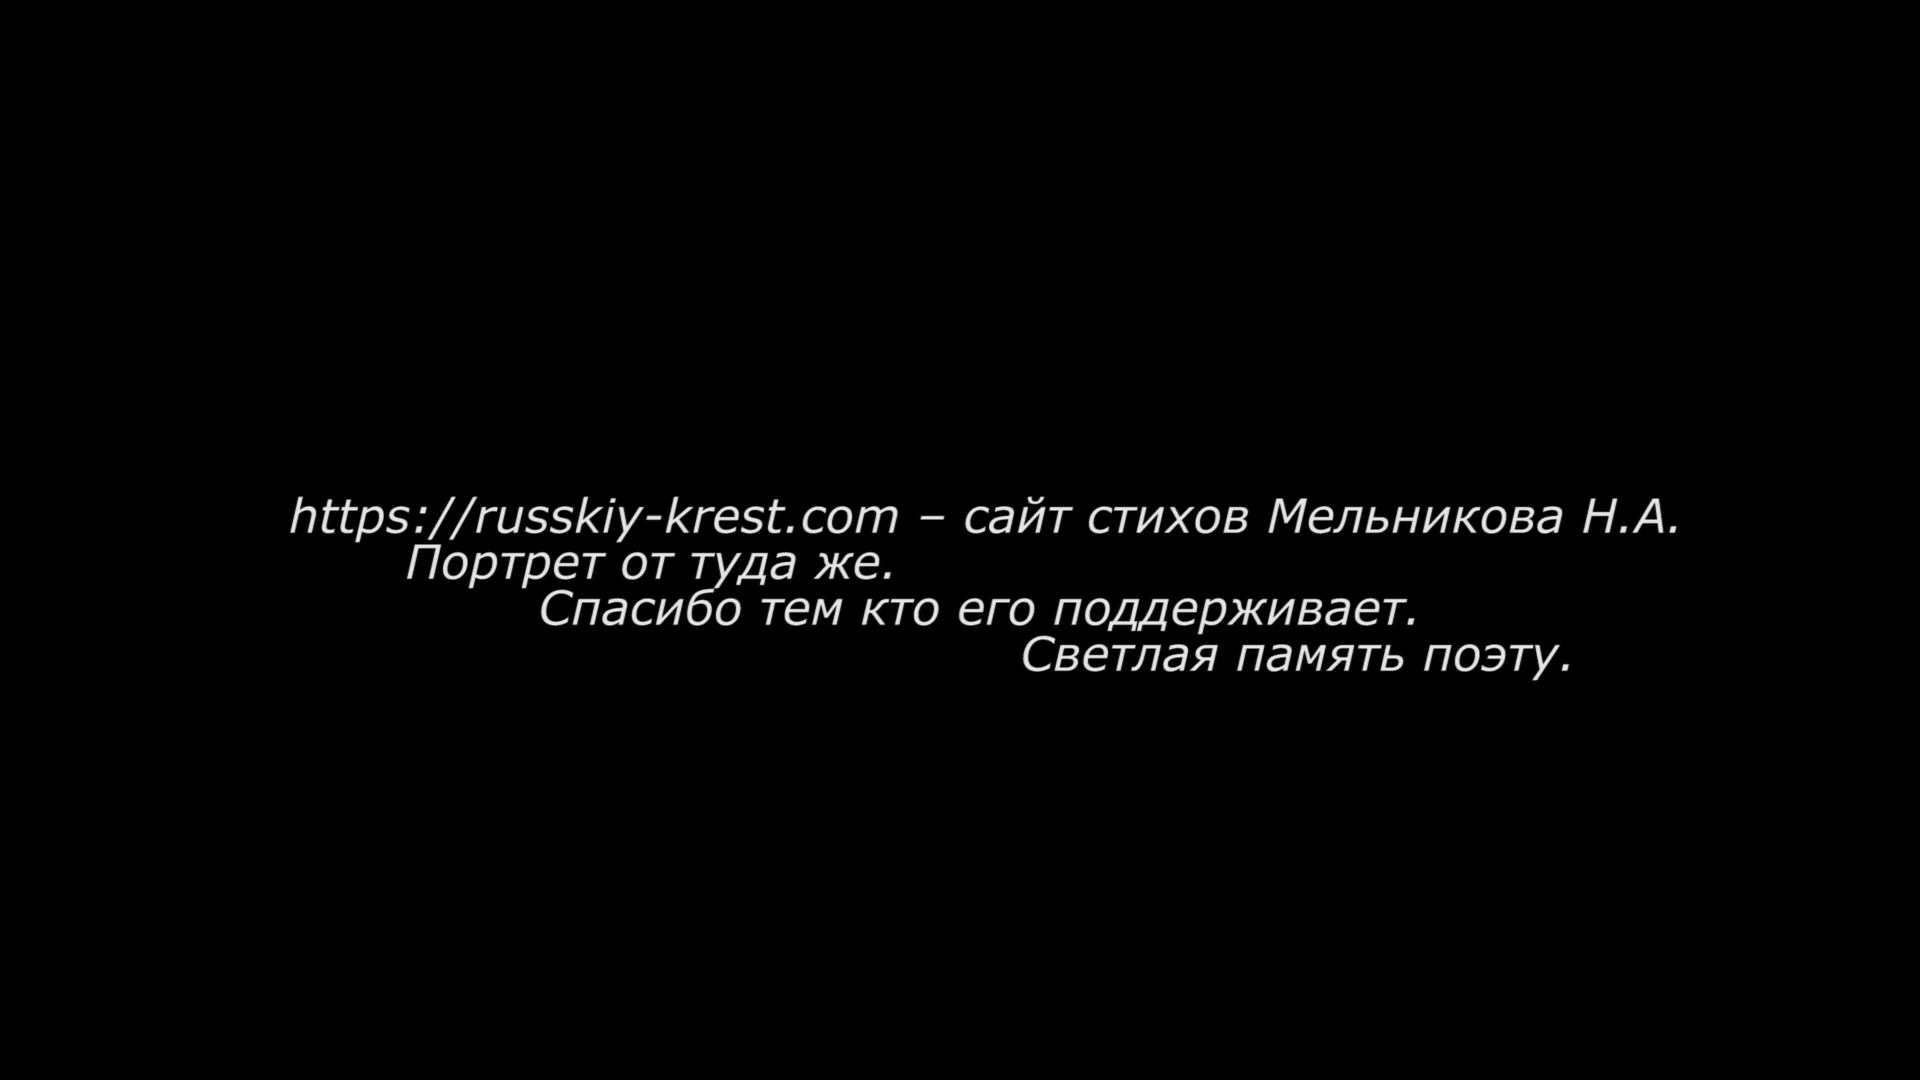 https://russkiy-krest.com – сайт стихов Мельникова Н.А.
Портрет от туда же.
Спасибо тем кто его поддерживает.
Светлая память поэту.